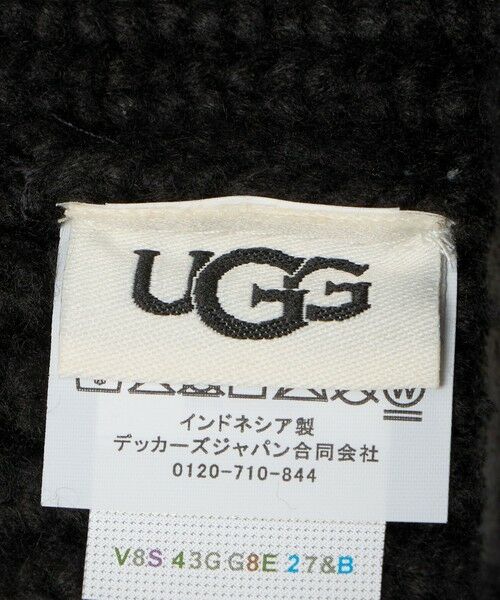 UGG
インドネシア製
デッカーズジャパン合同会社
0120-710-844
V8S 43G G8E 27&B